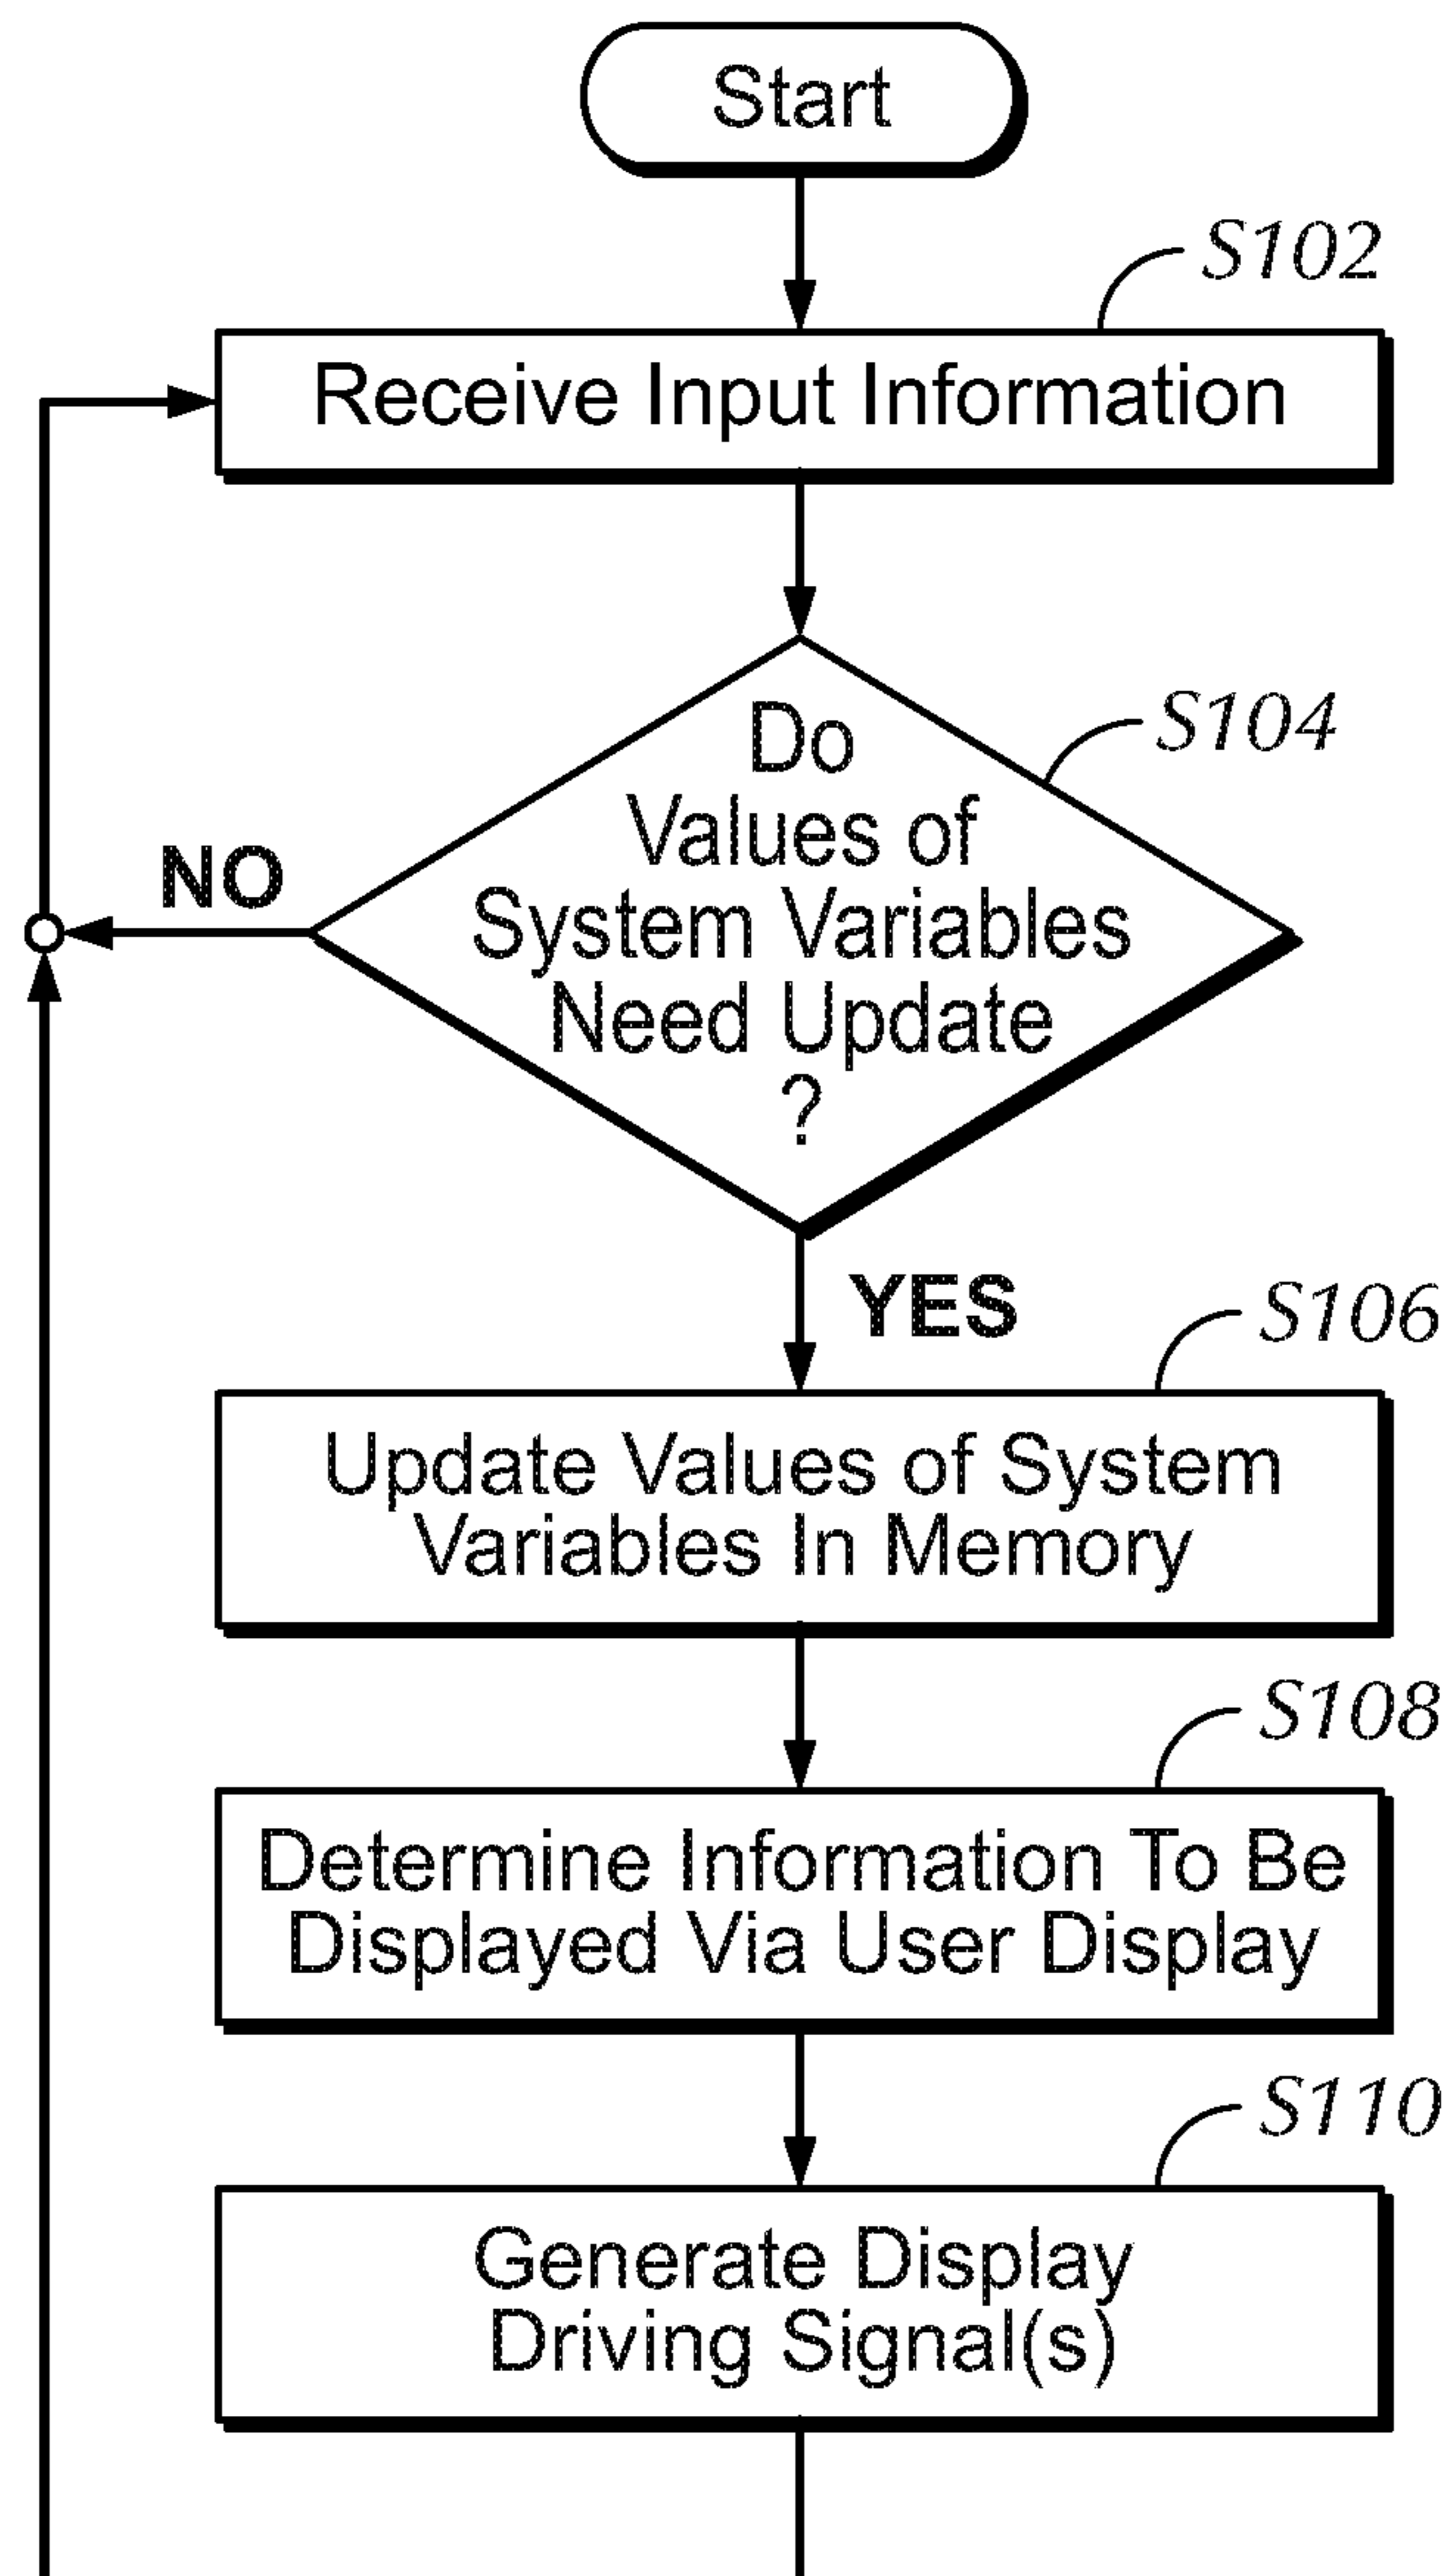 Start
S102
Receive Input Information
Do
S104
Values of
System Variables
NO
Need Update
?
YES
S106
Update Values of System
Variables In Memory
S108
Determine Information To Be
Displayed Via User Display
S110
Generate Display
Driving Signal(s)